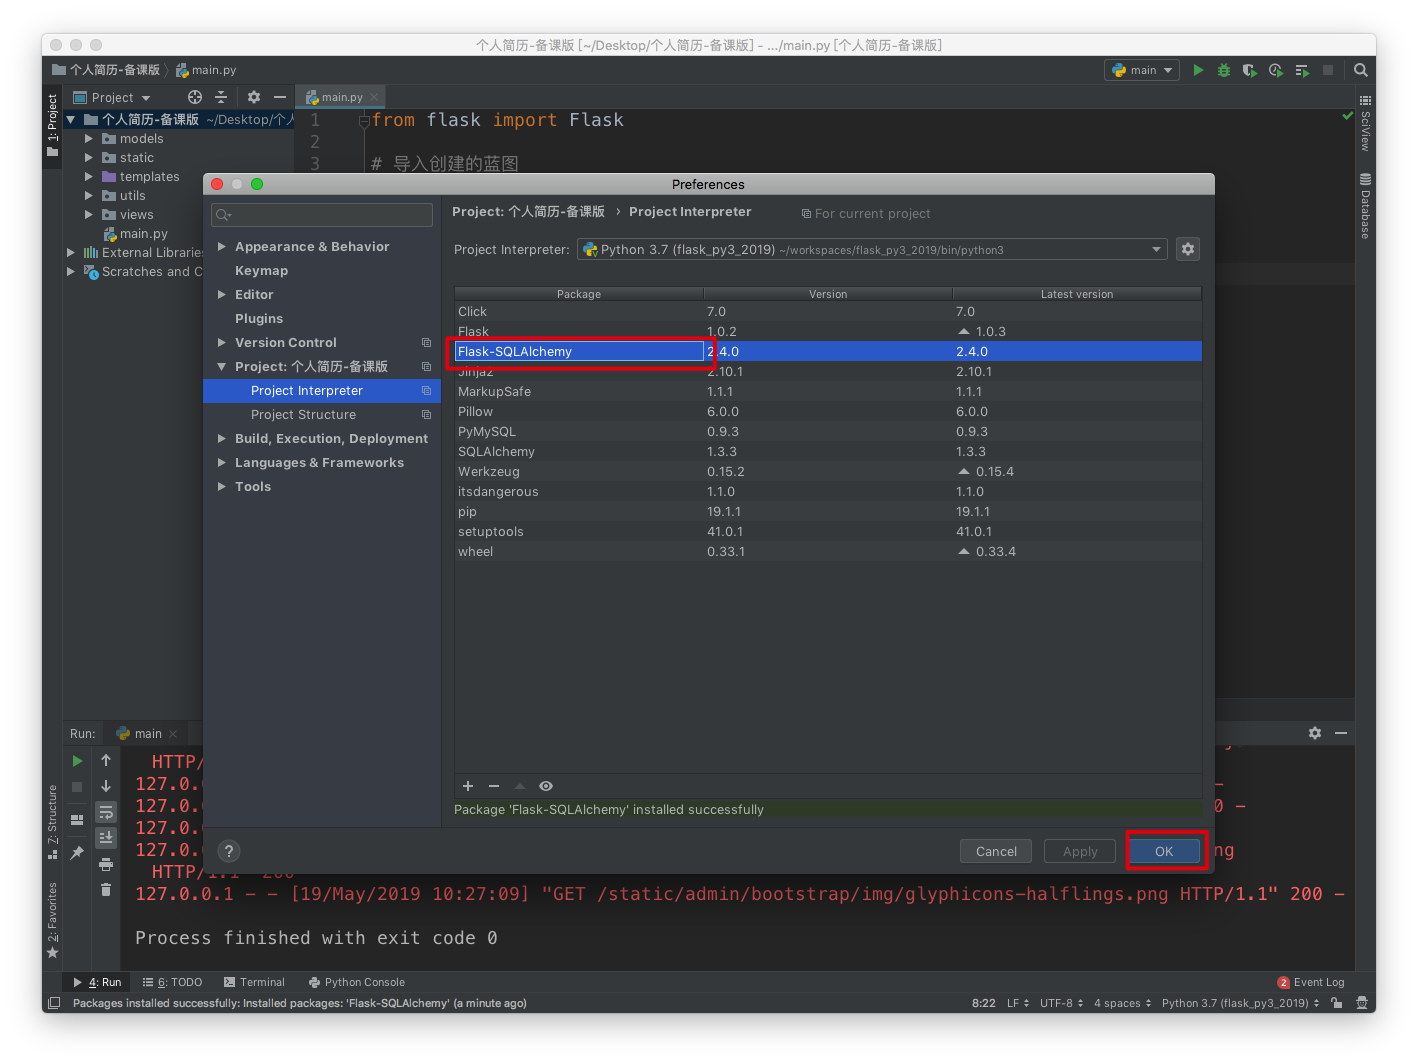 个人简历-备课版 [~/Desktop/个人简历-备课版] - .../main.py [个人简历-备课版]
个人简历-备课版 main.py
main
Project
main.py
1: Project
个人简历-备课版 ~/Desktop/个人
models
static
templates
utils
views
main.py
External Libraries
Scratches and C
1 from flask import Flask
2
3 # 导入创建的蓝图
SciView
Database
Preferences
Appearance & Behavior
Keymap
Editor
Plugins
Version Control
Project: 个人简历-备课版
Project Interpreter
Project Structure
Build, Execution, Deployment
Languages & Frameworks
Tools
Project: 个人简历-备课版 › Project Interpreter For current project
Project Interpreter: Python 3.7 (flask_py3_2019) ~/workspaces/flask_py3_2019/bin/python3
Package Version Latest version
Click 7.0 7.0
Flask 1.0.2 1.0.3
Flask-SQLAlchemy 2.4.0 2.4.0
Jinja2 2.10.1 2.10.1
MarkupSafe 1.1.1 1.1.1
Pillow 6.0.0 6.0.0
PyMySQL 0.9.3 0.9.3
SQLAlchemy 1.3.3 1.3.3
Werkzeug 0.15.2 0.15.4
itsdangerous 1.1.0 1.1.0
pip 19.1.1 19.1.1
setuptools 41.0.1 41.0.1
wheel 0.33.1 0.33.4
Package 'Flask-SQLAlchemy' installed successfully
?
Cancel Apply OK
Run: main
HTTP/
127.0. -
127.0. 0 -
127.0.
127.0. ng
HTTP/1.1" 200
127.0.0.1 - - [19/May/2019 10:27:09] "GET /static/admin/bootstrap/img/glyphicons-halflings.png HTTP/1.1" 200 -
Process finished with exit code 0
Z: Structure
2: Favorites
4: Run 6: TODO Terminal Python Console 2 Event Log
Packages installed successfully: Installed packages: 'Flask-SQLAlchemy' (a minute ago) 8:22 LF UTF-8 4 spaces Python 3.7 (flask_py3_2019)